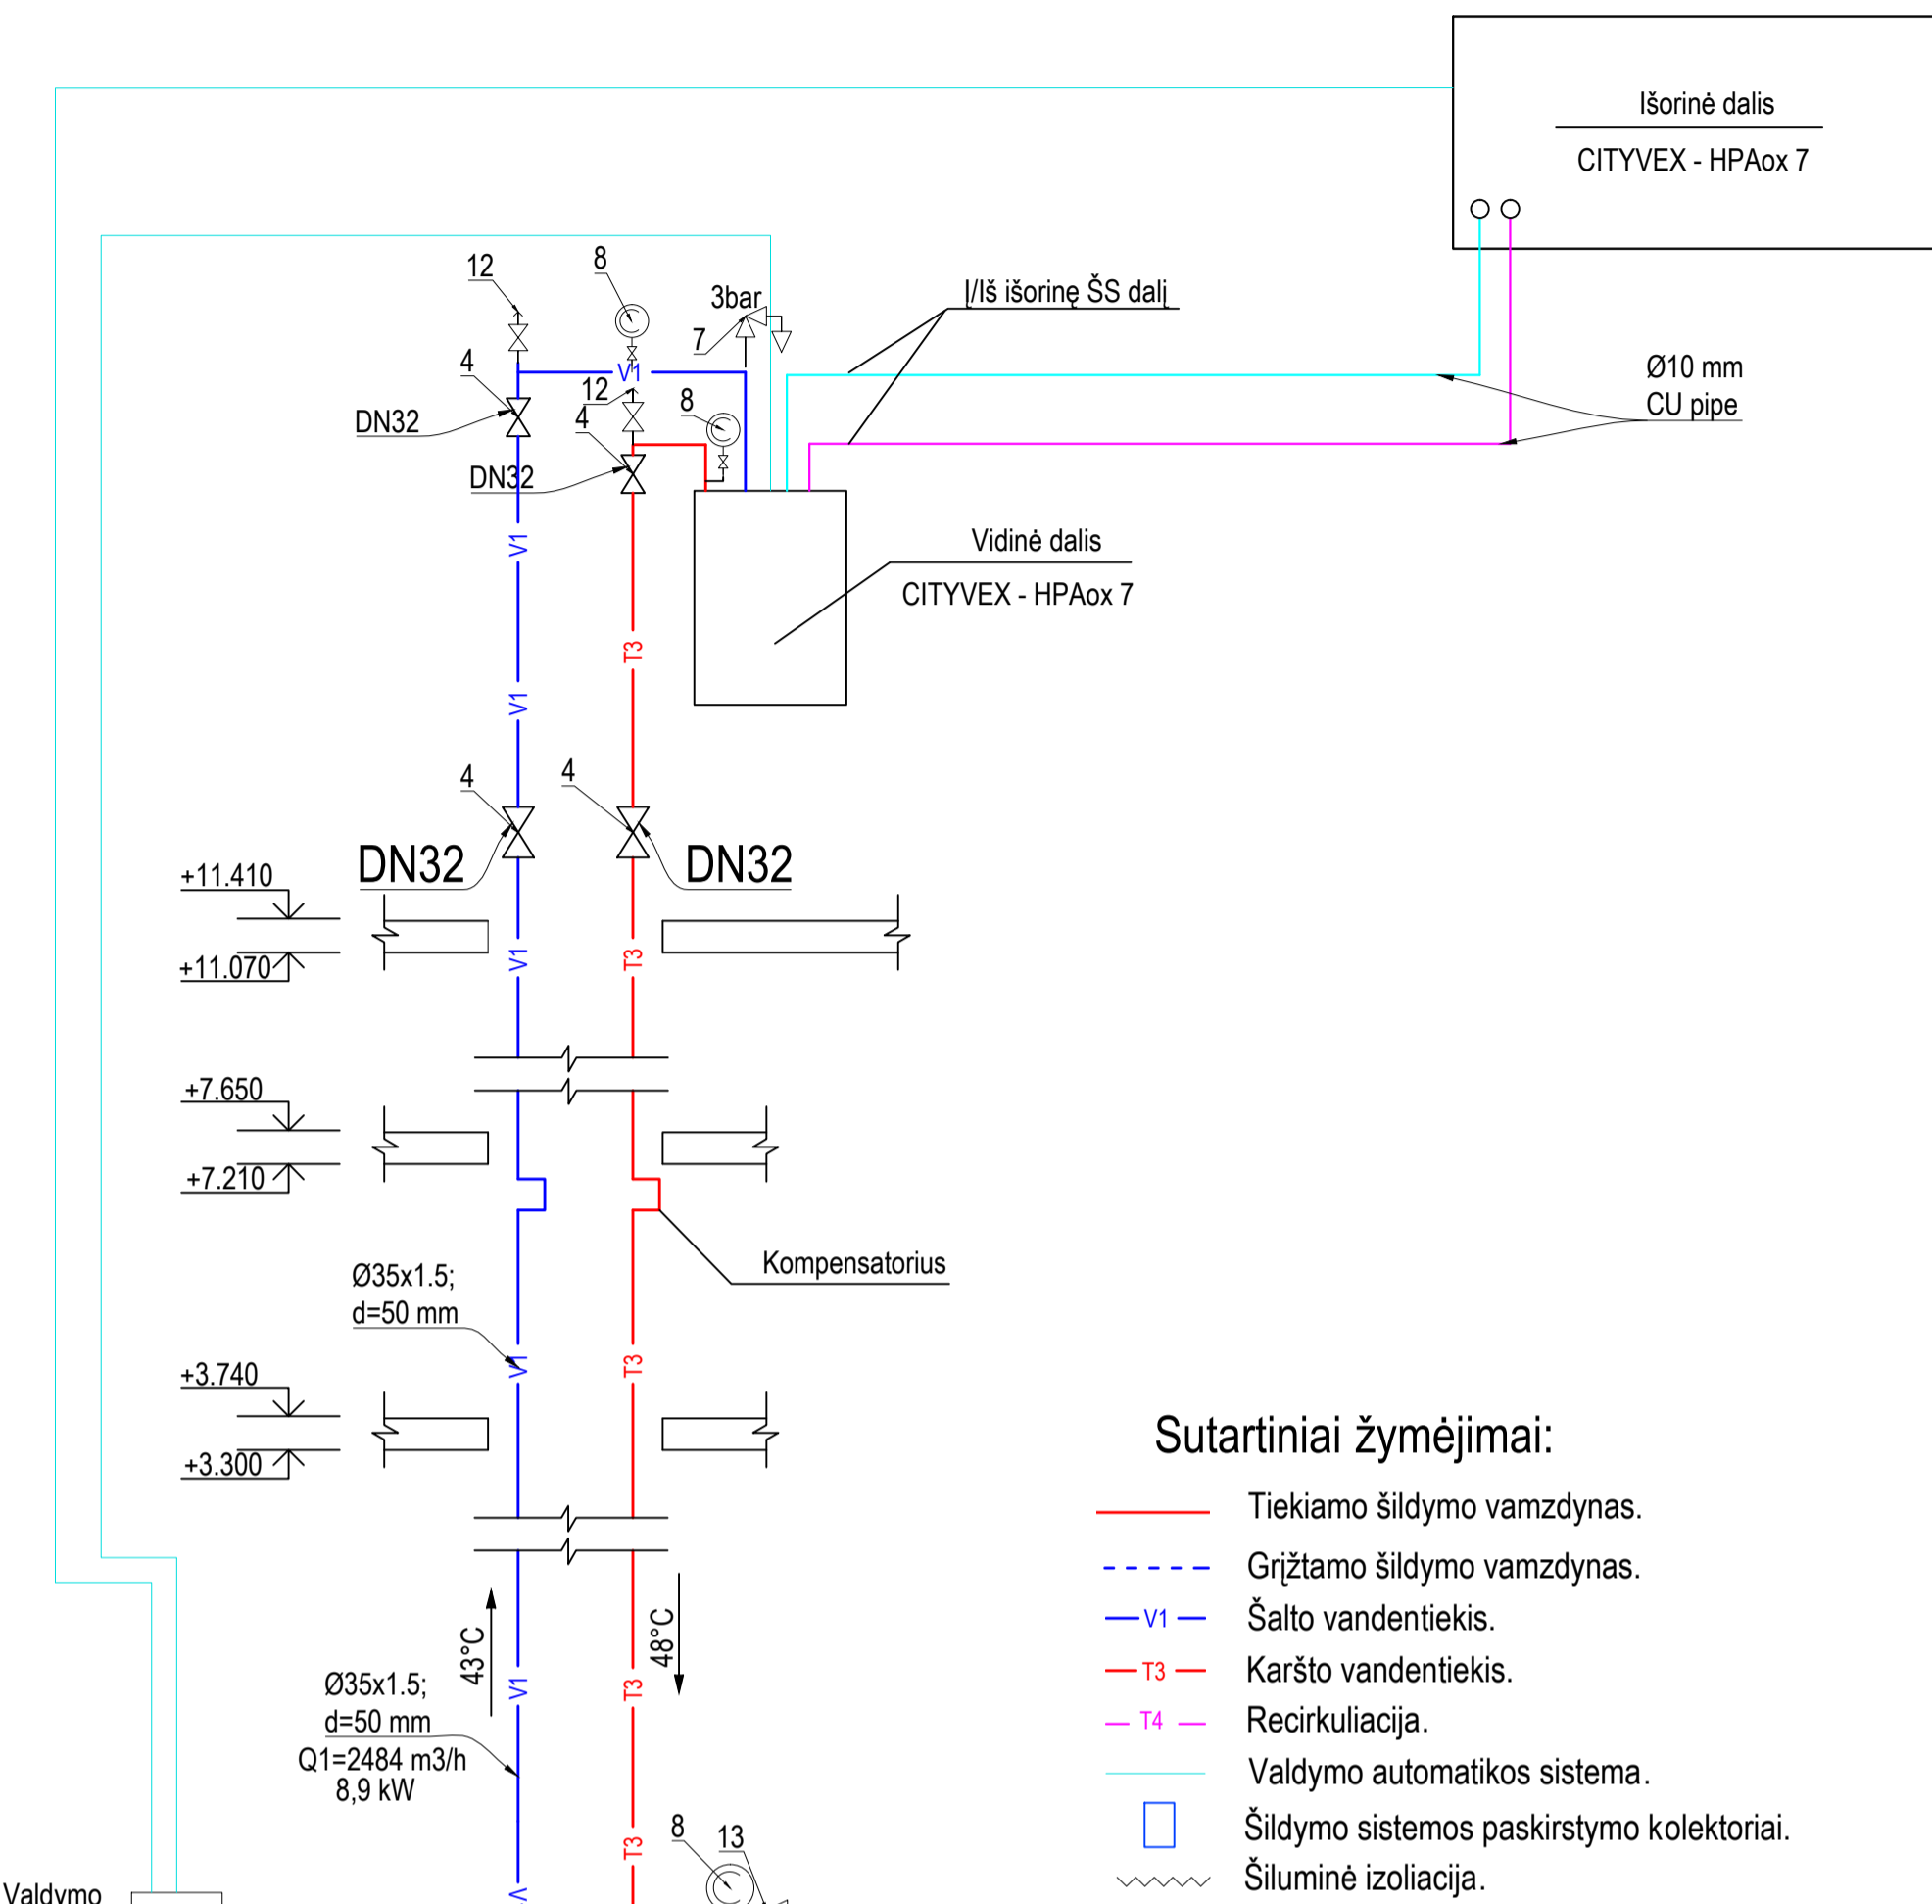 Išorinė dalis
CITYVEX - HPAox 7
12
8
3bar
7
Į/Iš išorinę ŠS dalį
4
V1
12
8
Ø10 mm
CU pipe
DN32
4
DN32
V1
Vidinė dalis
CITYVEX - HPAox 7
T3
V1
4
4
DN32
DN32
+11.410
+11.070
V1
T3
+7.650
+7.210
Kompensatorius
Ø35x1.5;
d=50 mm
V1
T3
+3.740
+3.300
Sutartiniai žymėjimai:
Tiekiamo šildymo vamzdynas.
Grįžtamo šildymo vamzdynas.
V1 Šalto vandentiekis.
T3 Karšto vandentiekis.
T4 Recirkuliacija.
Valdymo automatikos sistema.
Šildymo sistemos paskirstymo kolektoriai.
Šiluminė izoliacija.
43°C
48°C
V1
T3
Ø35x1.5;
d=50 mm
Q1=2484 m3/h
8,9 kW
8
13
T3
Valdymo